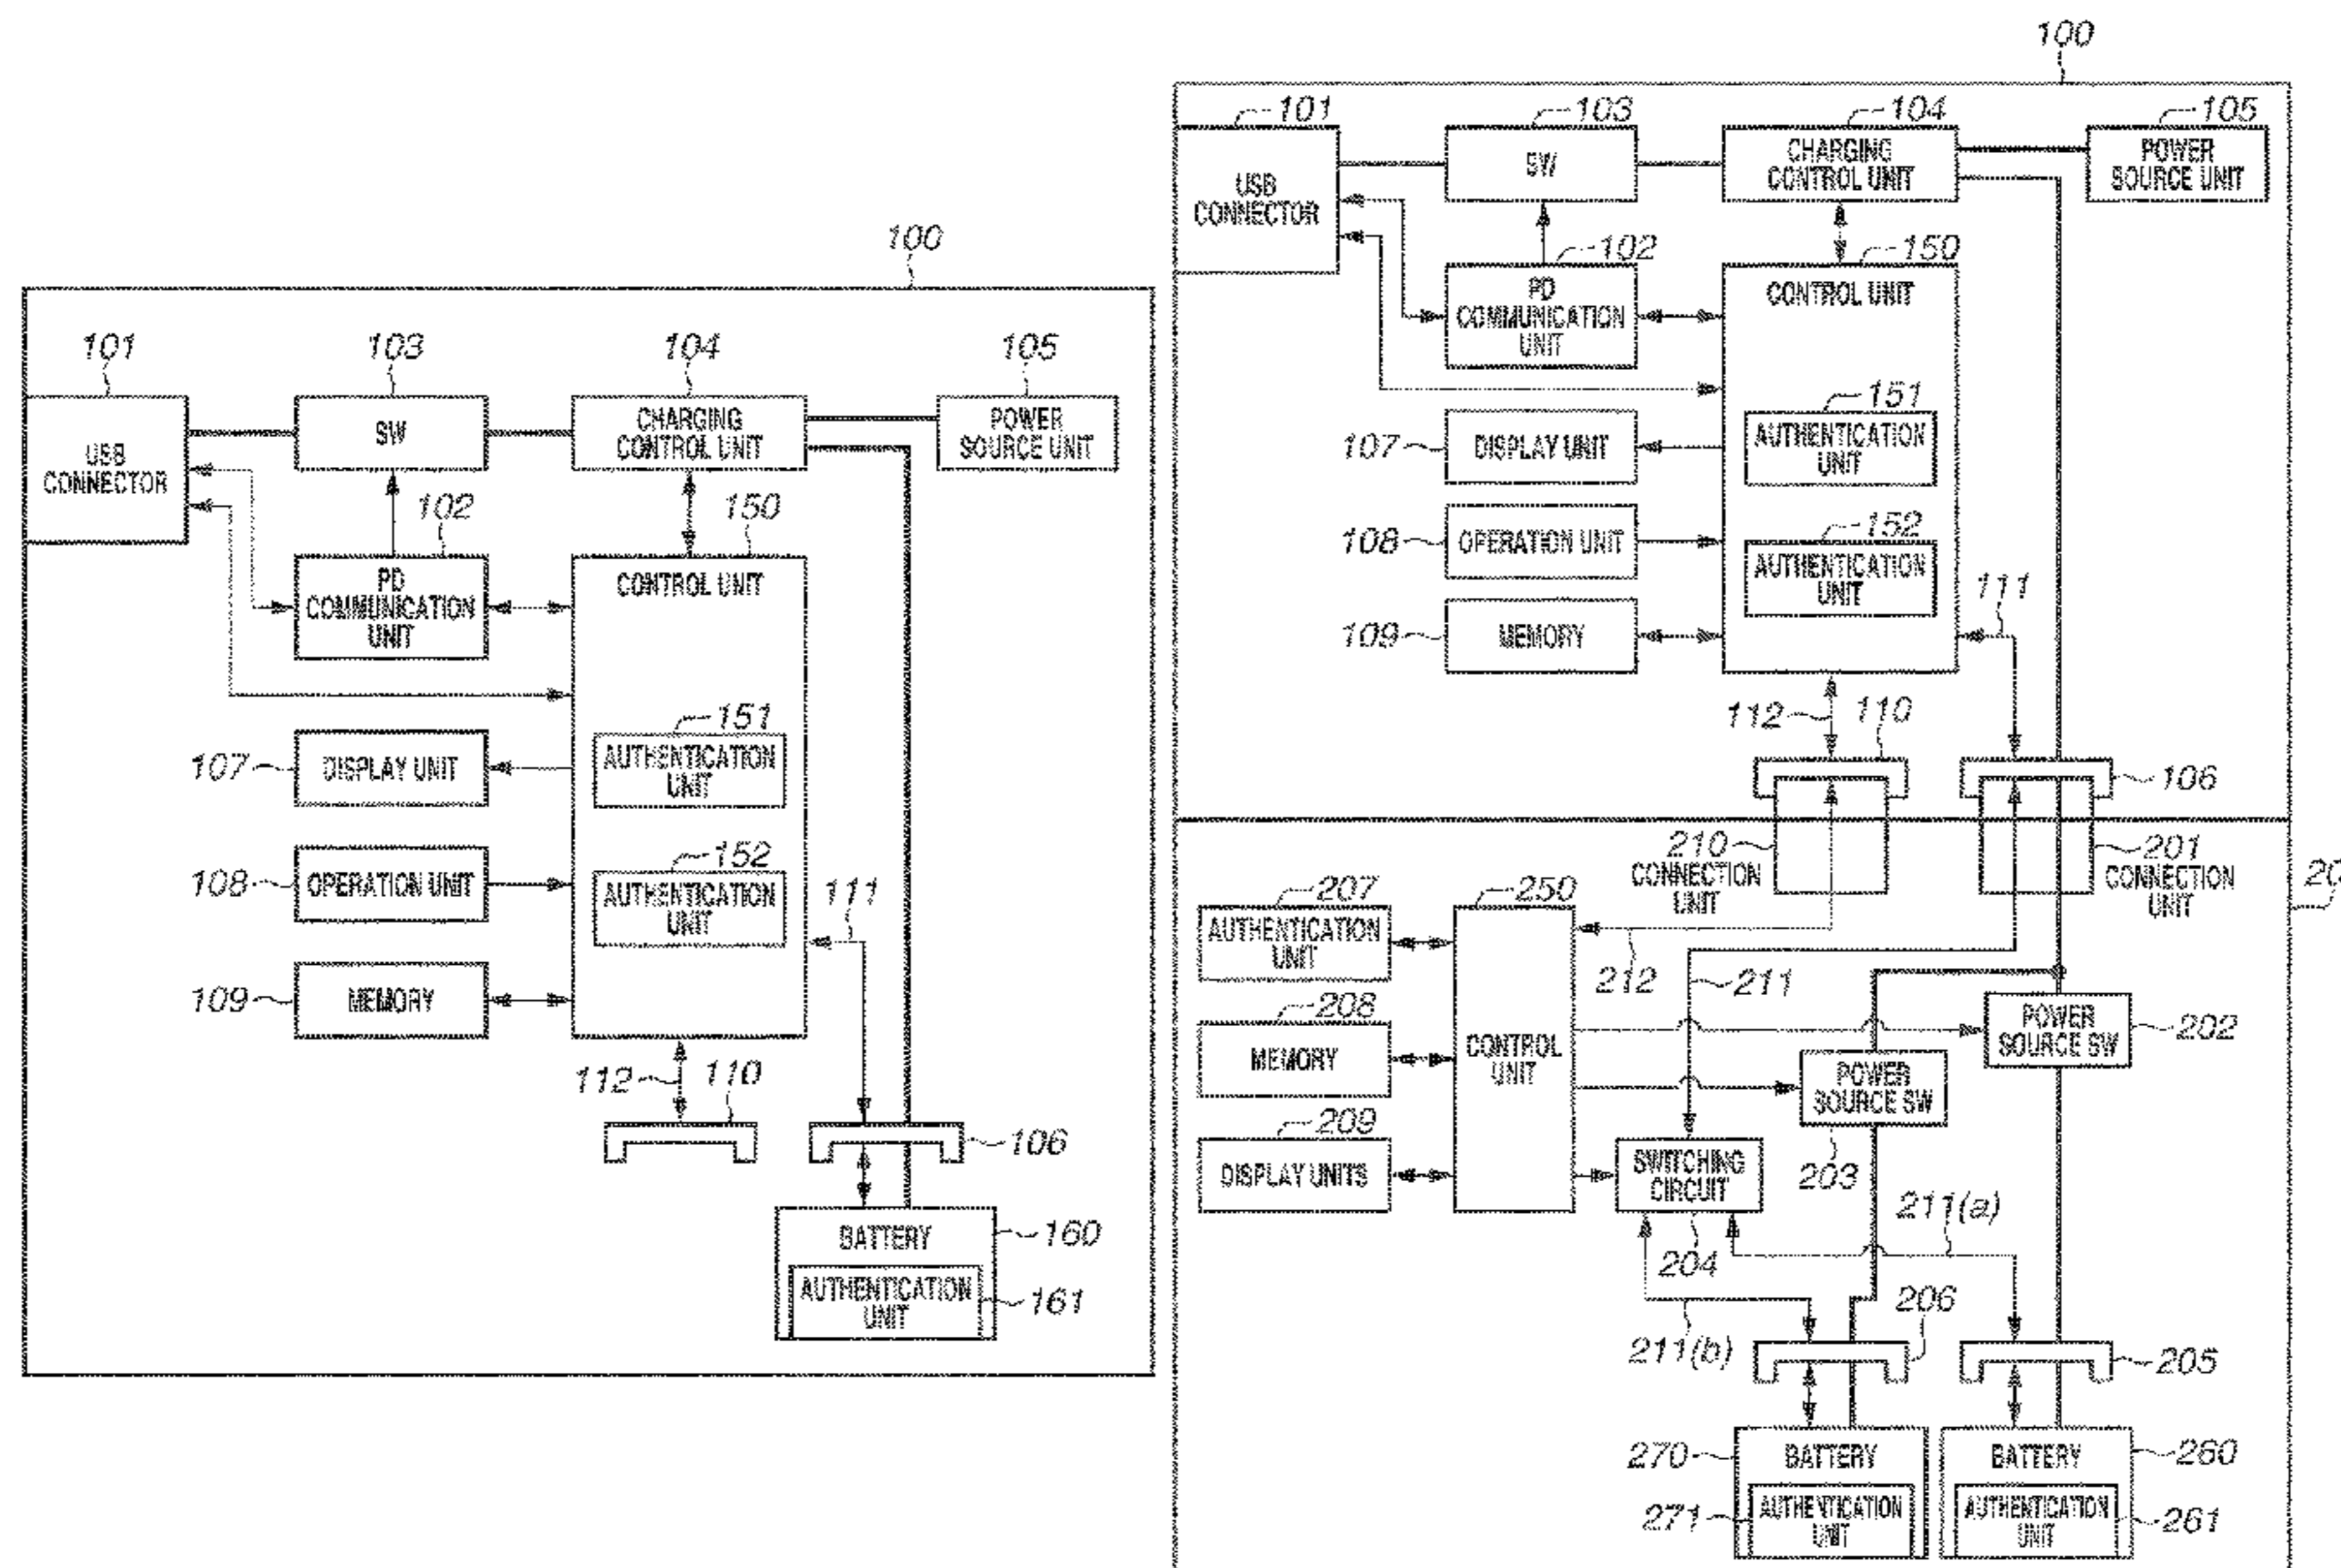 100
101
103
104
105
USB
CONNECTOR
SW
CHARGING
CONTROL UNIT
POWER
SOURCE UNIT
102
150
PD
COMMUNICATION
UNIT
CONTROL UNIT
151
AUTHENTICATION
UNIT
107
DISPLAY UNIT
152
AUTHENTICATION
UNIT
108
OPERATION UNIT
111
109
MEMORY
112
110
106
BATTERY
160
AUTHENTICATION
UNIT
161
100
101
103
104
105
USB
CONNECTOR
SW
CHARGING
CONTROL UNIT
POWER
SOURCE UNIT
102
150
PD
COMMUNICATION
UNIT
CONTROL UNIT
151
AUTHENTICATION
UNIT
107
DISPLAY UNIT
152
AUTHENTICATION
UNIT
108
OPERATION UNIT
111
109
MEMORY
112
110
106
210
CONNECTION
UNIT
201
CONNECTION
UNIT
207
AUTHENTICATION
UNIT
250
CONTROL
UNIT
212
211
208
MEMORY
POWER
SOURCE SW
202
POWER
SOURCE SW
203
209
DISPLAY UNITS
SWITCHING
CIRCUIT
204
211(a)
211(b)
206
205
270
BATTERY
BATTERY
260
271
AUTHENTICATION
UNIT
AUTHENTICATION
UNIT
261